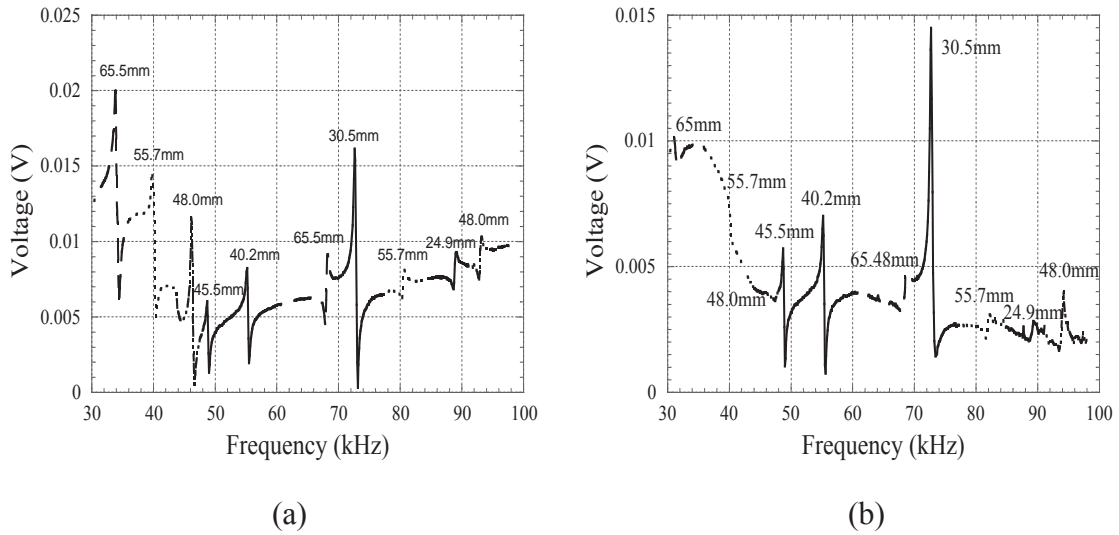 0.025
0.02
0.015
0.01
0.005
0
Voltage (V)
65.5mm
55.7mm
48.0mm
45.5mm
40.2mm
65.5mm
30.5mm
55.7mm
24.9mm
48.0mm
30 40 50 60 70 80 90 100
Frequency (kHz)
(a)
0.015
0.01
0.005
0
Voltage (V)
65mm
55.7mm
48.0mm
45.5mm
40.2mm
65.48mm
30.5mm
55.7mm
24.9mm
48.0mm
30 40 50 60 70 80 90 100
Frequency (kHz)
(b)